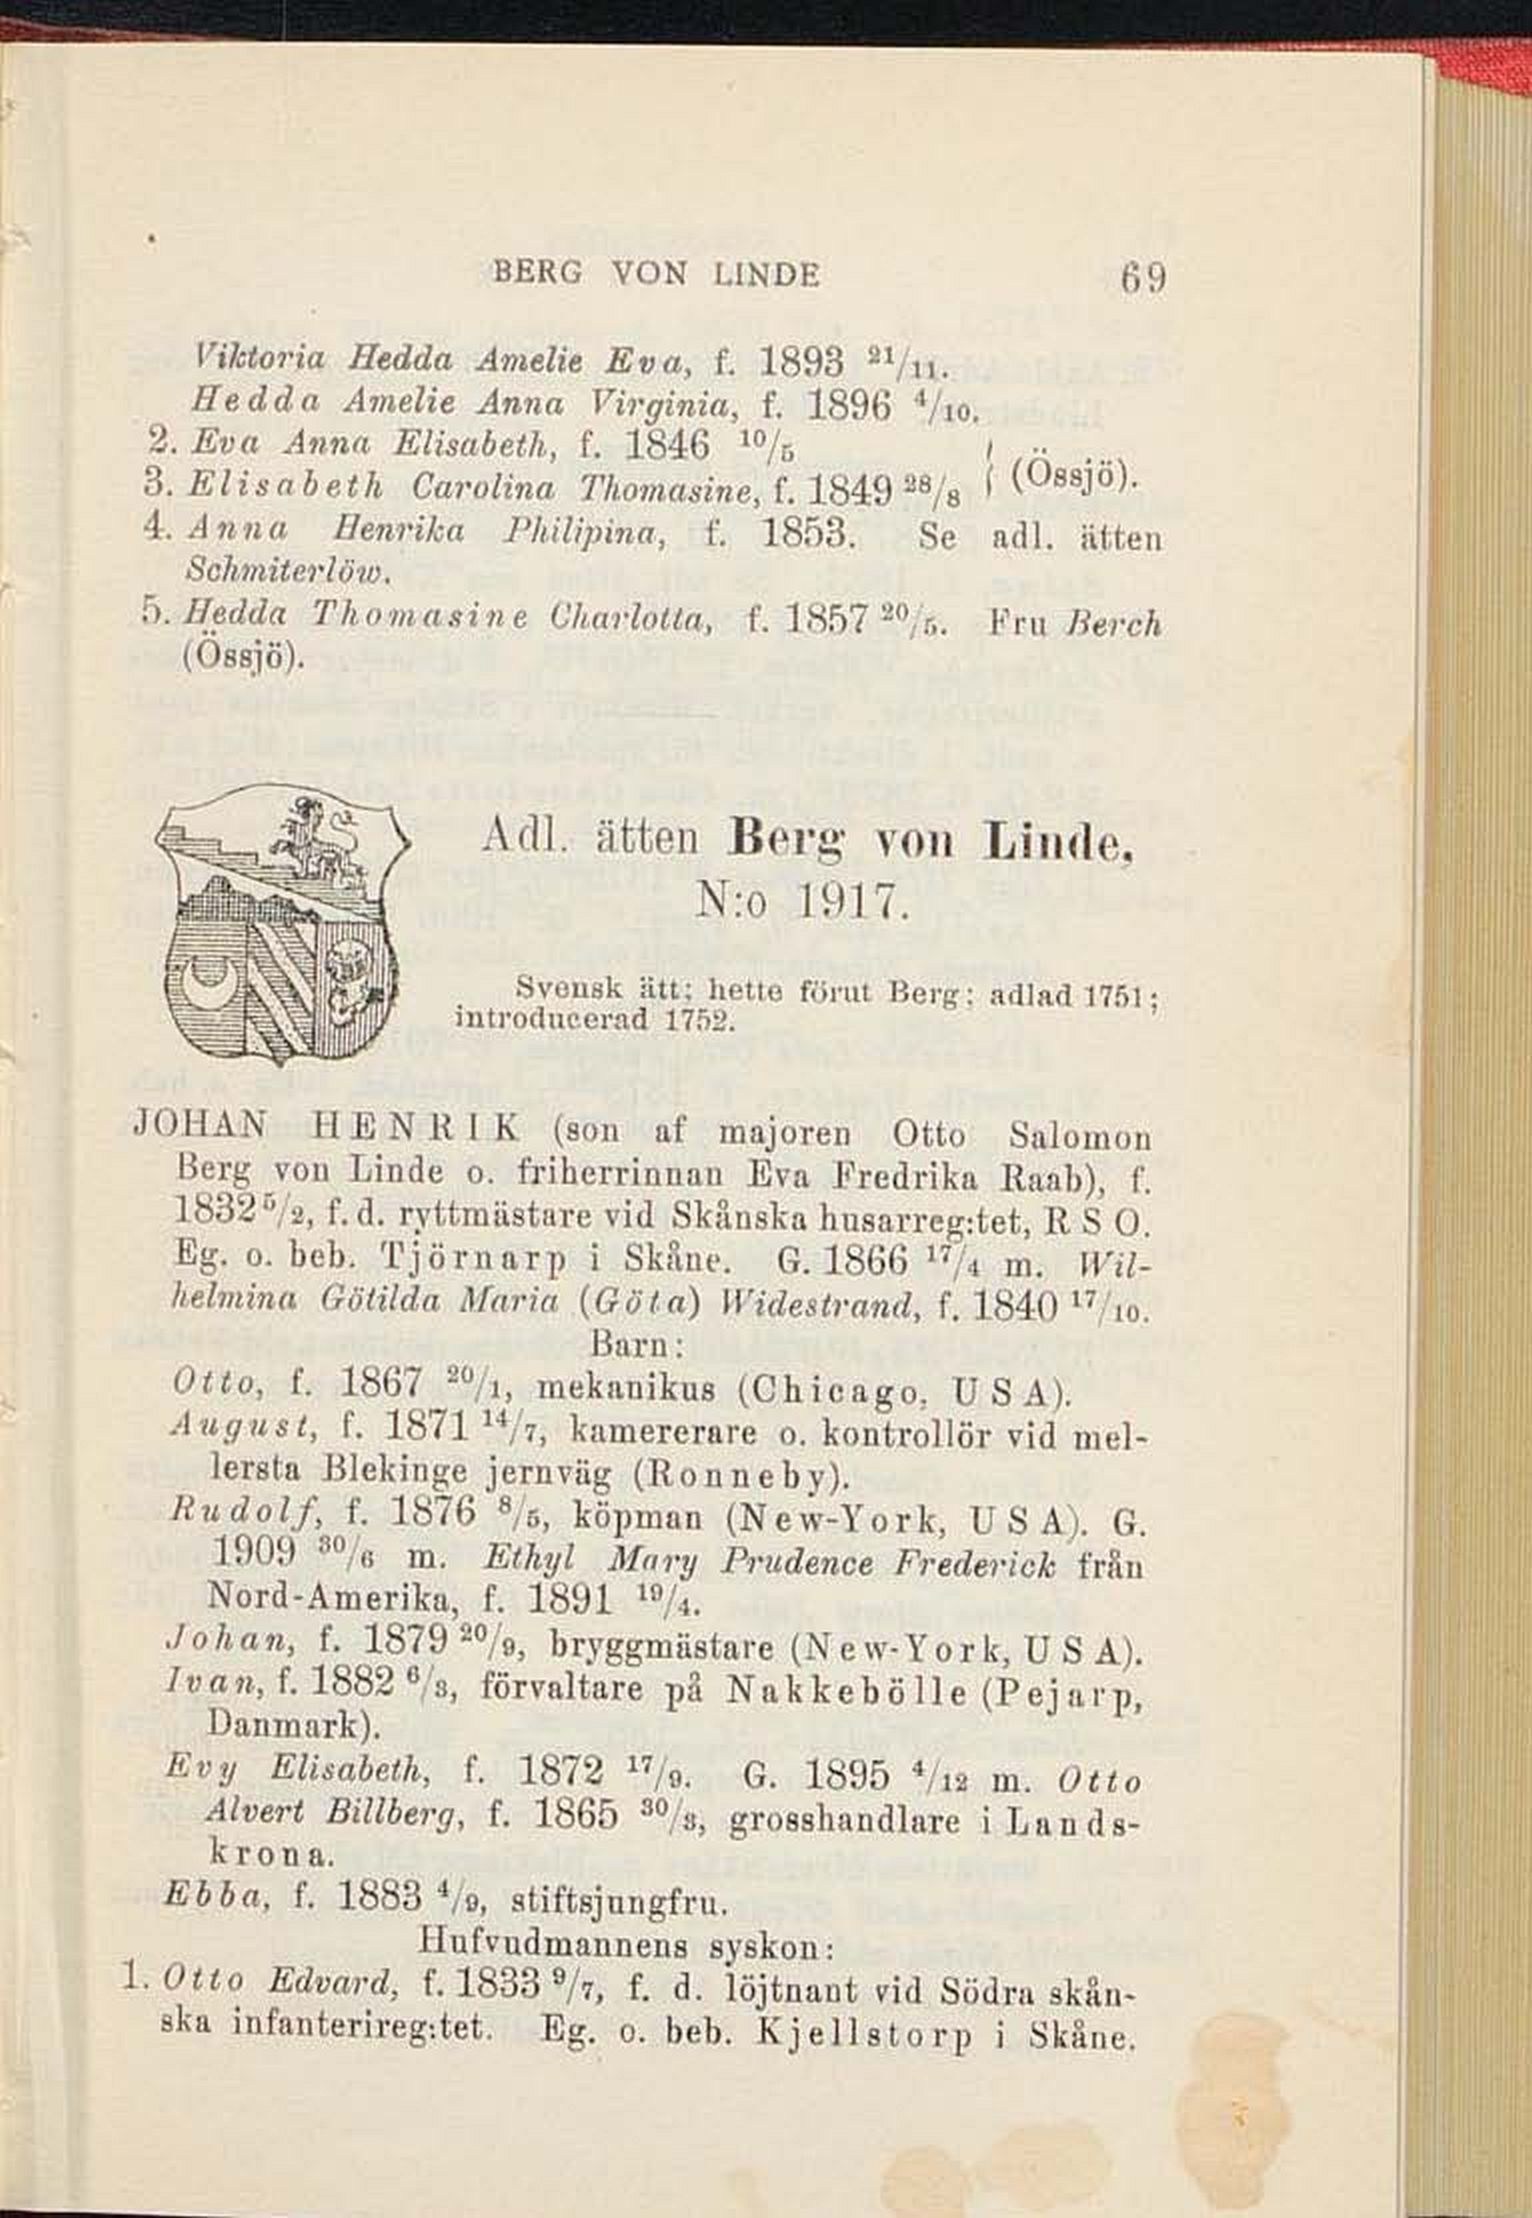 BERG VON LINDE 69
Viktoria Hedda Amelie Eva, f. 1893 21/11.
Hedda Amelie Anna Virginia, f. 1896 4/10.
2. Eva Anna Elisabeth, f. 1846 10/5
3. Elisabeth Carolina Thomasine, f. 1849 28/8 } (Össjö).
4. Anna Henrika Philipina, f. 1853. Se adl. ätten
Schmiterlöw.
5. Hedda Thomasine Charlotta, f. 1857 20/5. Fru Berch
(Össjö).
Adl. ätten Berg von Linde,
N:o 1917.
Svensk ätt; hette förut Berg; adlad 1751;
introducerad 1752.
JOHAN HENRIK (son af majoren Otto Salomon
Berg von Linde o. friherrinnan Eva Fredrika Raab), f.
1832 5/2, f. d. ryttmästare vid Skånska husarreg:tet, R S O.
Eg. o. beb. Tjörnarp i Skåne. G. 1866 17/4 m. Wil-
helmina Götilda Maria (Göta) Widestrand, f. 1840 17/10.
Barn:
Otto, f. 1867 20/1, mekanikus (Chicago, U S A).
August, f. 1871 14/7, kamererare o. kontrollör vid mel-
lersta Blekinge jernväg (Ronneby).
Rudolf, f. 1876 8/5, köpman (New-York, U S A). G.
1909 30/6 m. Ethyl Mary Prudence Frederick från
Nord-Amerika, f. 1891 19/4.
Johan, f. 1879 20/9, bryggmästare (New-York, U S A).
Ivan, f. 1882 6/3, förvaltare på Nakkebölle (Pejarp,
Danmark).
Evy Elisabeth, f. 1872 17/9. G. 1895 4/12 m. Otto
Alvert Billberg, f. 1865 30/3, grosshandlare i Lands-
krona.
Ebba, f. 1883 4/9, stiftsjungfru.
Hufvudmannens syskon:
1. Otto Edvard, f. 1833 9/7, f. d. löjtnant vid Södra skån-
ska infanterireg:tet. Eg. o. beb. Kjellstorp i Skåne.